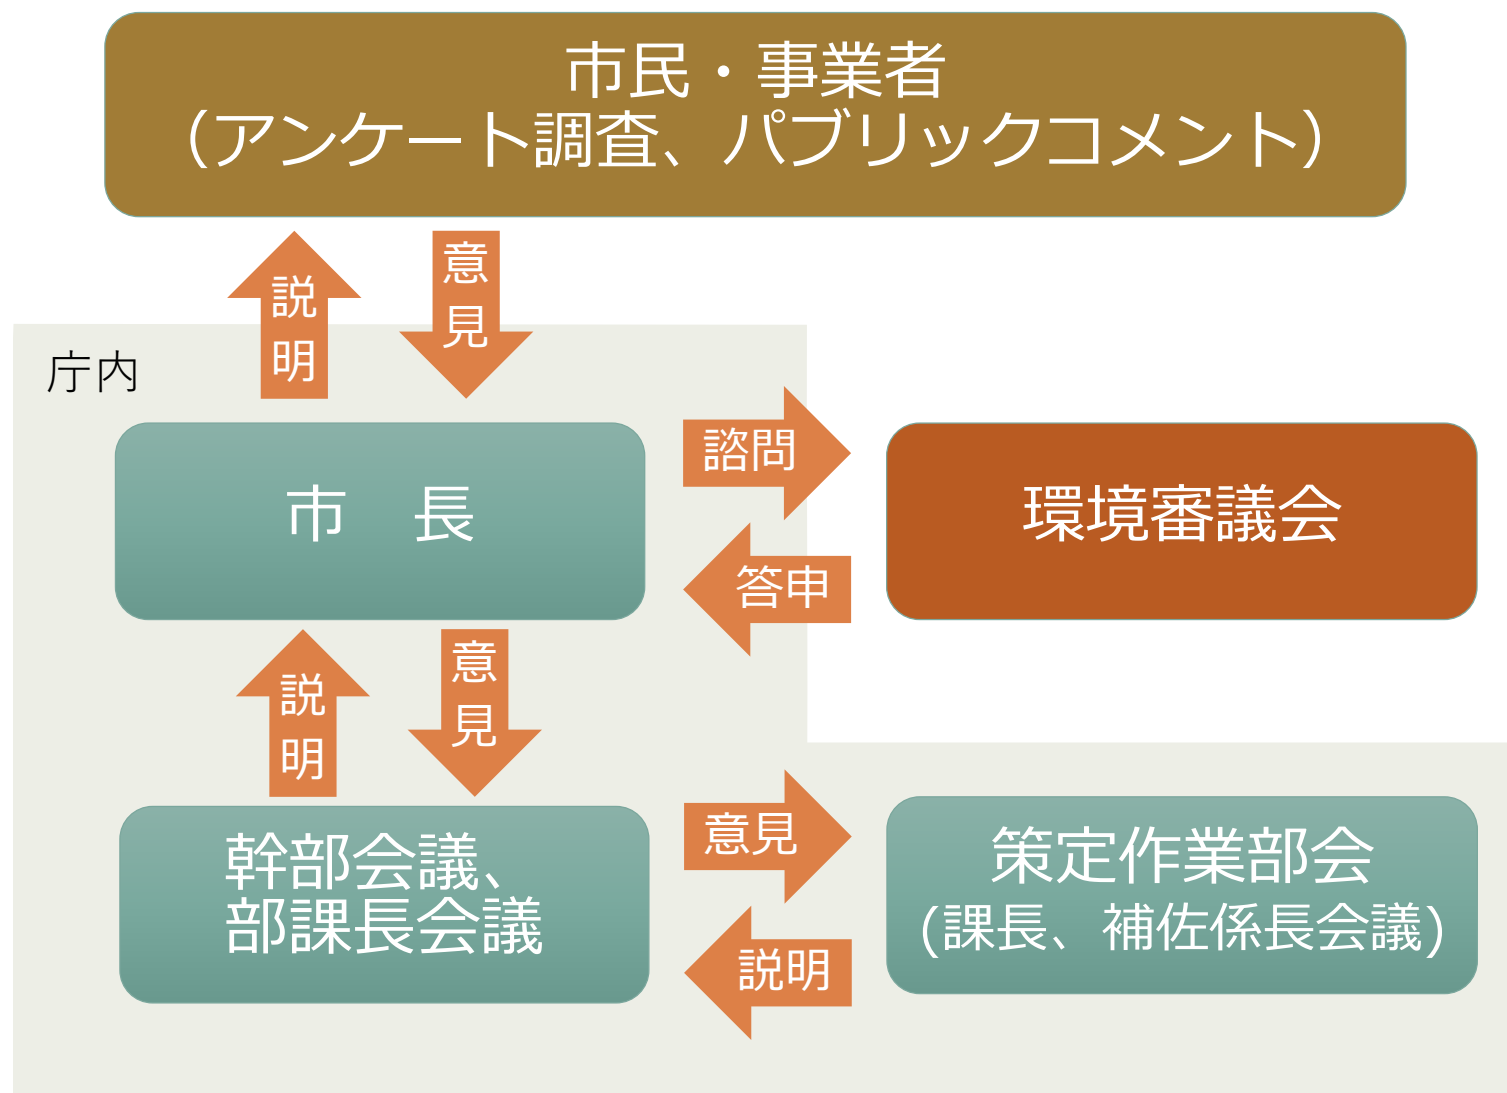 市民・事業者
（アンケート調査、パブリックコメント）
説明
意見
庁内
市　長
諮問
答申
環境審議会
説明
意見
幹部会議、
部課長会議
意見
説明
策定作業部会
（課長、補佐係長会議）